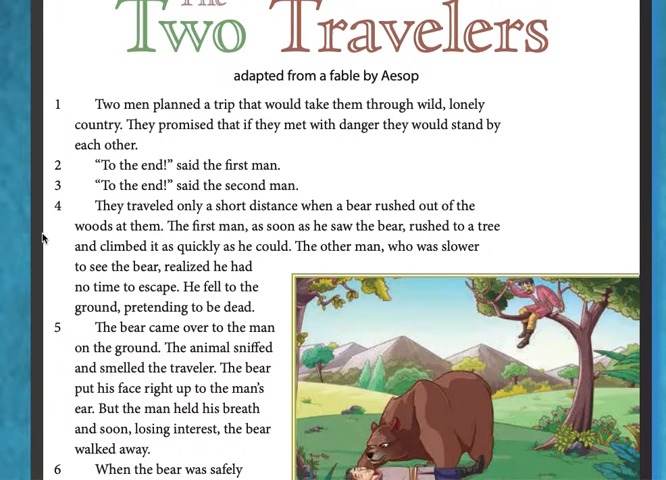 The
Two Travelers
adapted from a fable by Aesop
1 Two men planned a trip that would take them through wild, lonely
country. They promised that if they met with danger they would stand by
each other.
2 “To the end!” said the first man.
3 “To the end!” said the second man.
4 They traveled only a short distance when a bear rushed out of the
woods at them. The first man, as soon as he saw the bear, rushed to a tree
and climbed it as quickly as he could. The other man, who was slower
to see the bear, realized he had
no time to escape. He fell to the
ground, pretending to be dead.
5 The bear came over to the man
on the ground. The animal sniffed
and smelled the traveler. The bear
put his face right up to the man’s
ear. But the man held his breath
and soon, losing interest, the bear
walked away.
6 When the bear was safely